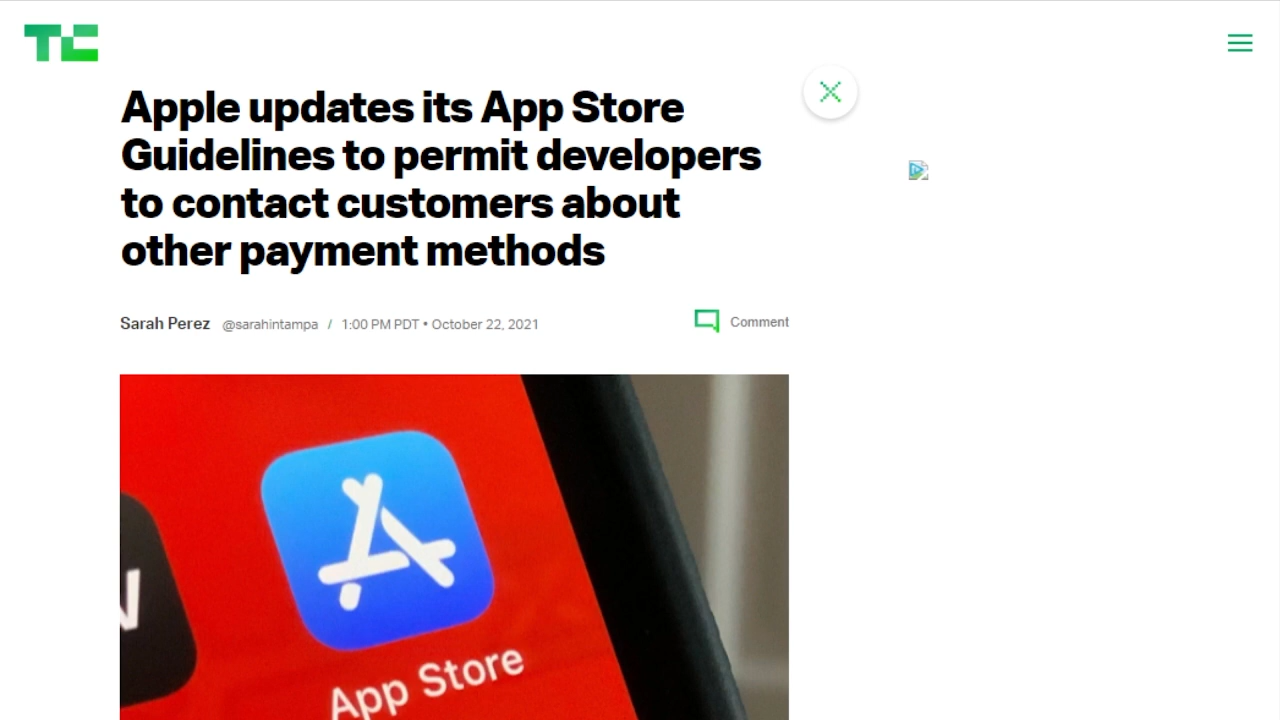 TC
Apple updates its App Store
Guidelines to permit developers
to contact customers about
other payment methods
Sarah Perez @sarahintampa / 1:00 PM PDT • October 22, 2021
Comment
App Store